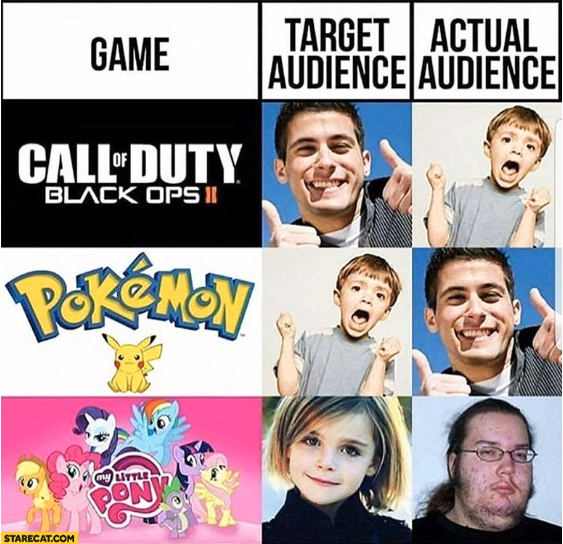 GAME
TARGET AUDIENCE
ACTUAL AUDIENCE
CALL OF DUTY
BLACK OPS II
POKéMON
my LITTLE
PONY
STARECAT.COM